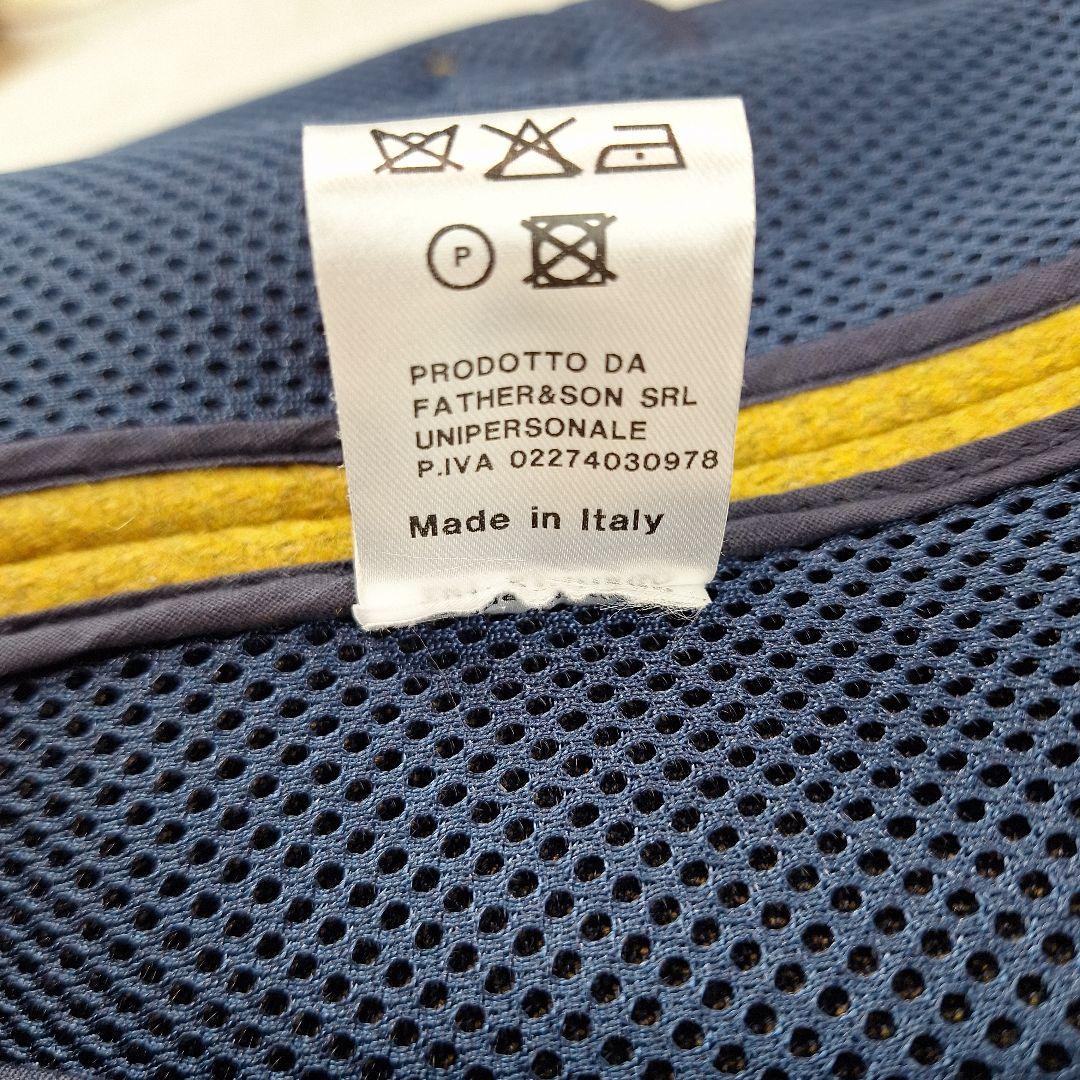 P
PRODOTTO DA
FATHER&SON SRL
UNIPERSONALE
P.IVA 02274030978
Made in Italy